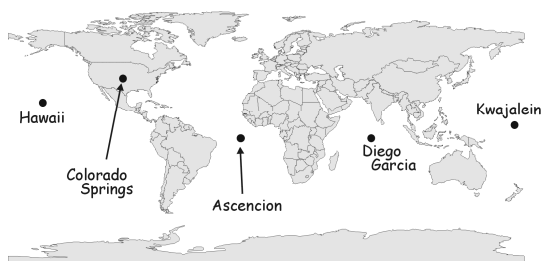 Kwajalein
Hawaii
Diego
Garcia
Colorado
Springs
Ascencion